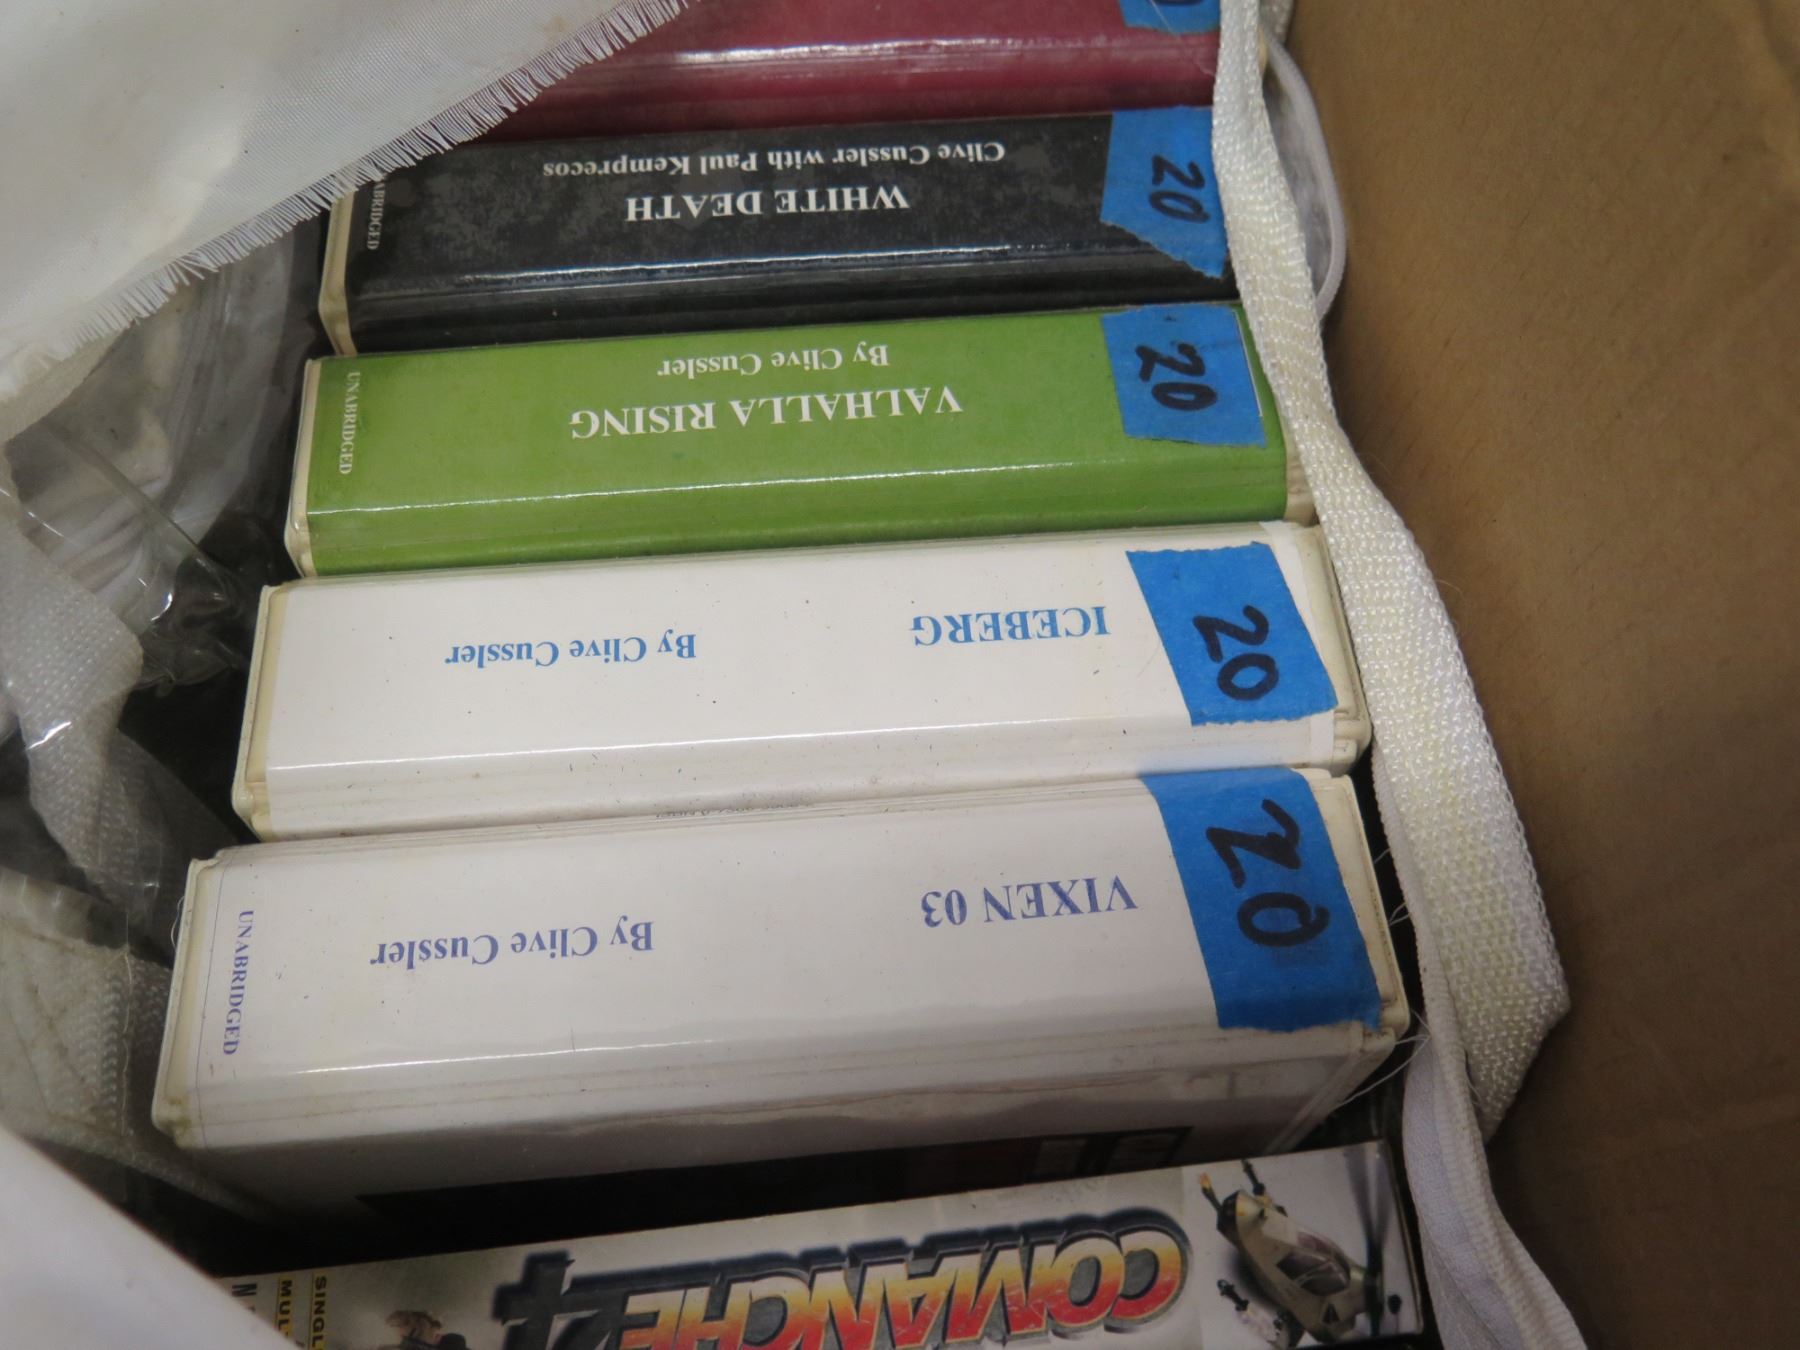 Clive Cussler with Paul Kemprecos
WHITE DEATH
20
By Clive Cussler
VALHALLA RISING
UNABRIDGED
20
ICEBERG
By Clive Cussler
20
VIXEN 03
By Clive Cussler
UNABRIDGED
20
COMANCHE 4